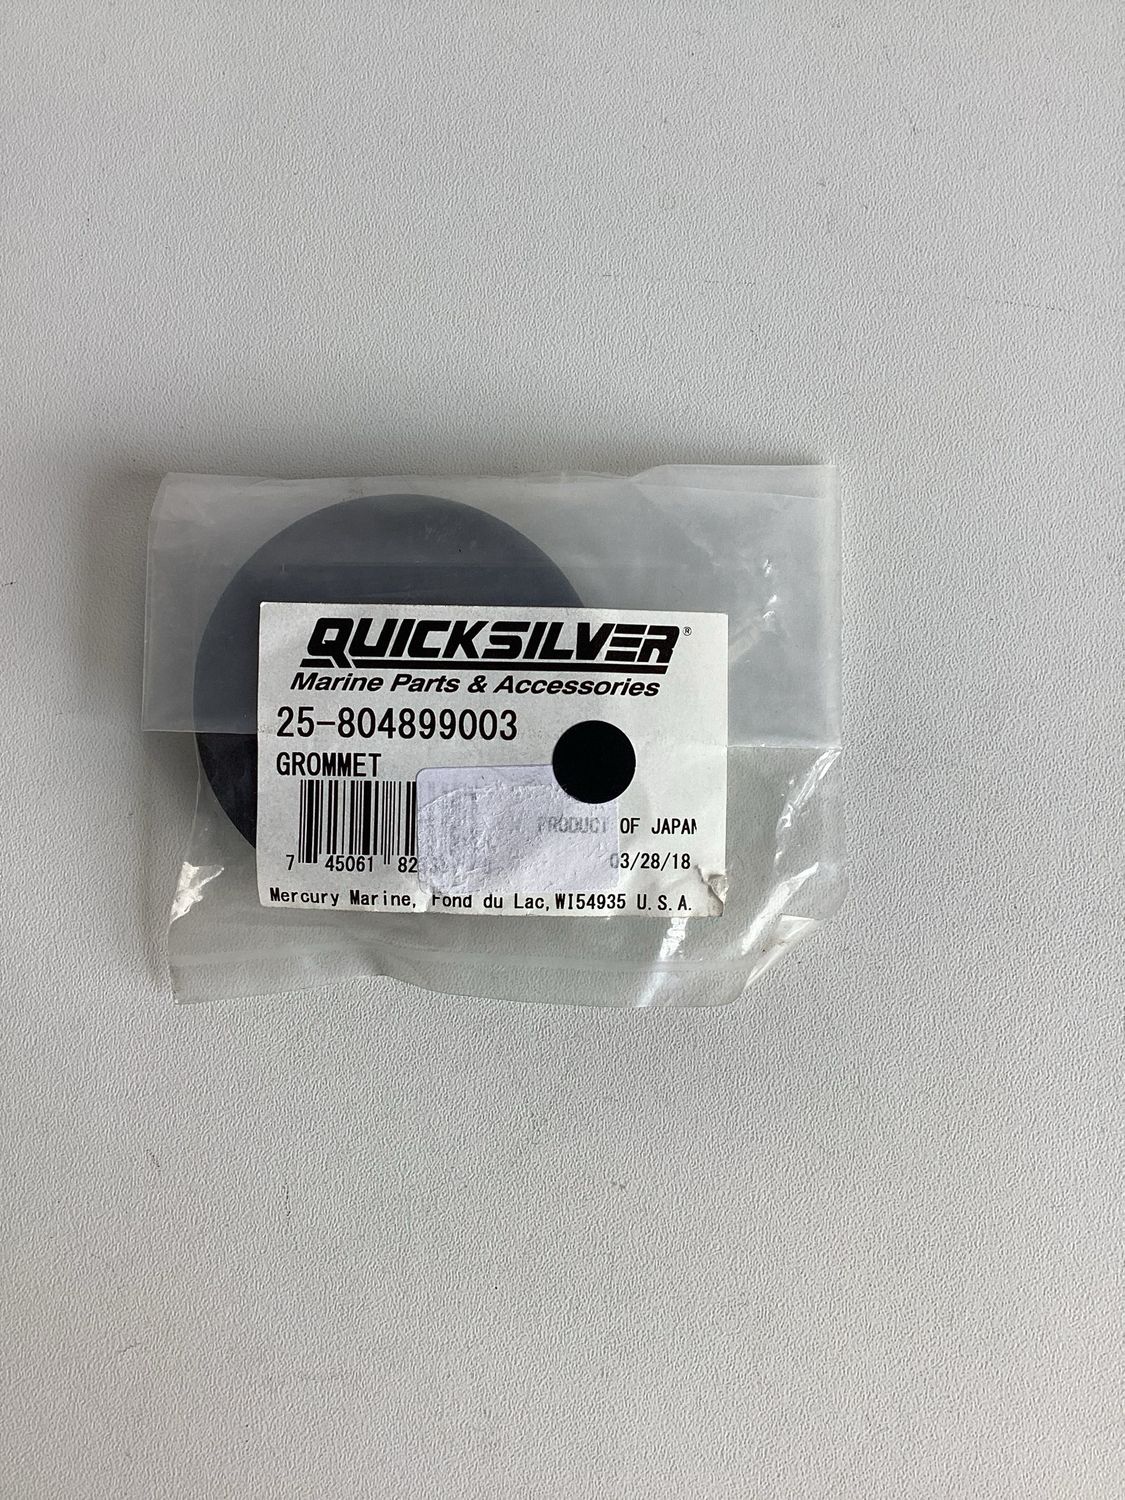 QUICKSILVER®
Marine Parts & Accessories
25-804899003
GROMMET
PRODUCT OF JAPAN
7 45061 82
03/28/18
Mercury Marine, Fond du Lac, WI54935 U.S.A.